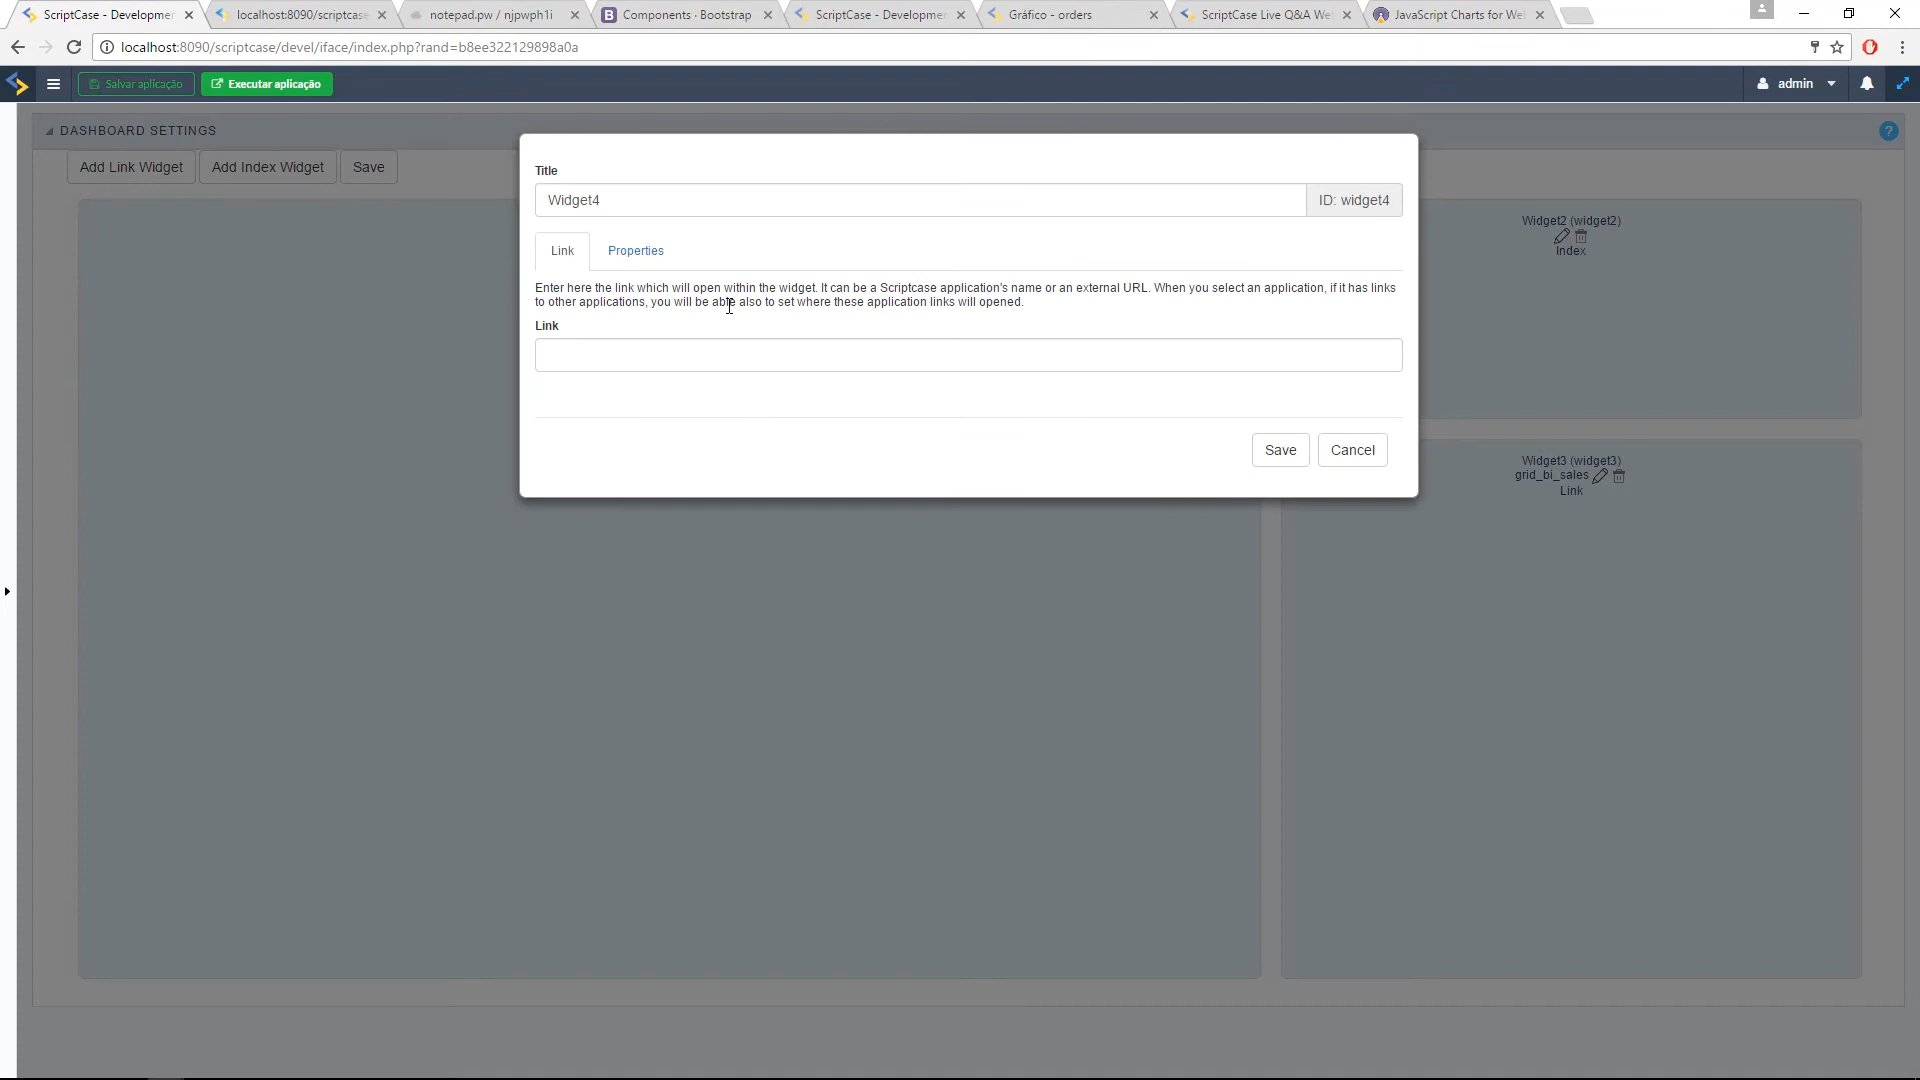 ScriptCase - Developmen
localhost:8090/scriptcase
notepad.pw / njpwph1i
Components · Bootstrap
ScriptCase - Developmen
Gráfico - orders
ScriptCase Live Q&A We
JavaScript Charts for We
localhost:8090/scriptcase/devel/iface/index.php?rand=b8ee322129898a0a
Salvar aplicação
Executar aplicação
admin
DASHBOARD SETTINGS
?
Add Link Widget
Add Index Widget
Save
Title
Widget4
ID: widget4
Link
Properties
Enter here the link which will open within the widget. It can be a Scriptcase application's name or an external URL. When you select an application, if it has links
to other applications, you will be able also to set where these application links will opened.
Link
Save
Cancel
Widget2 (widget2)
Index
Widget3 (widget3)
grid_bi_sales
Link